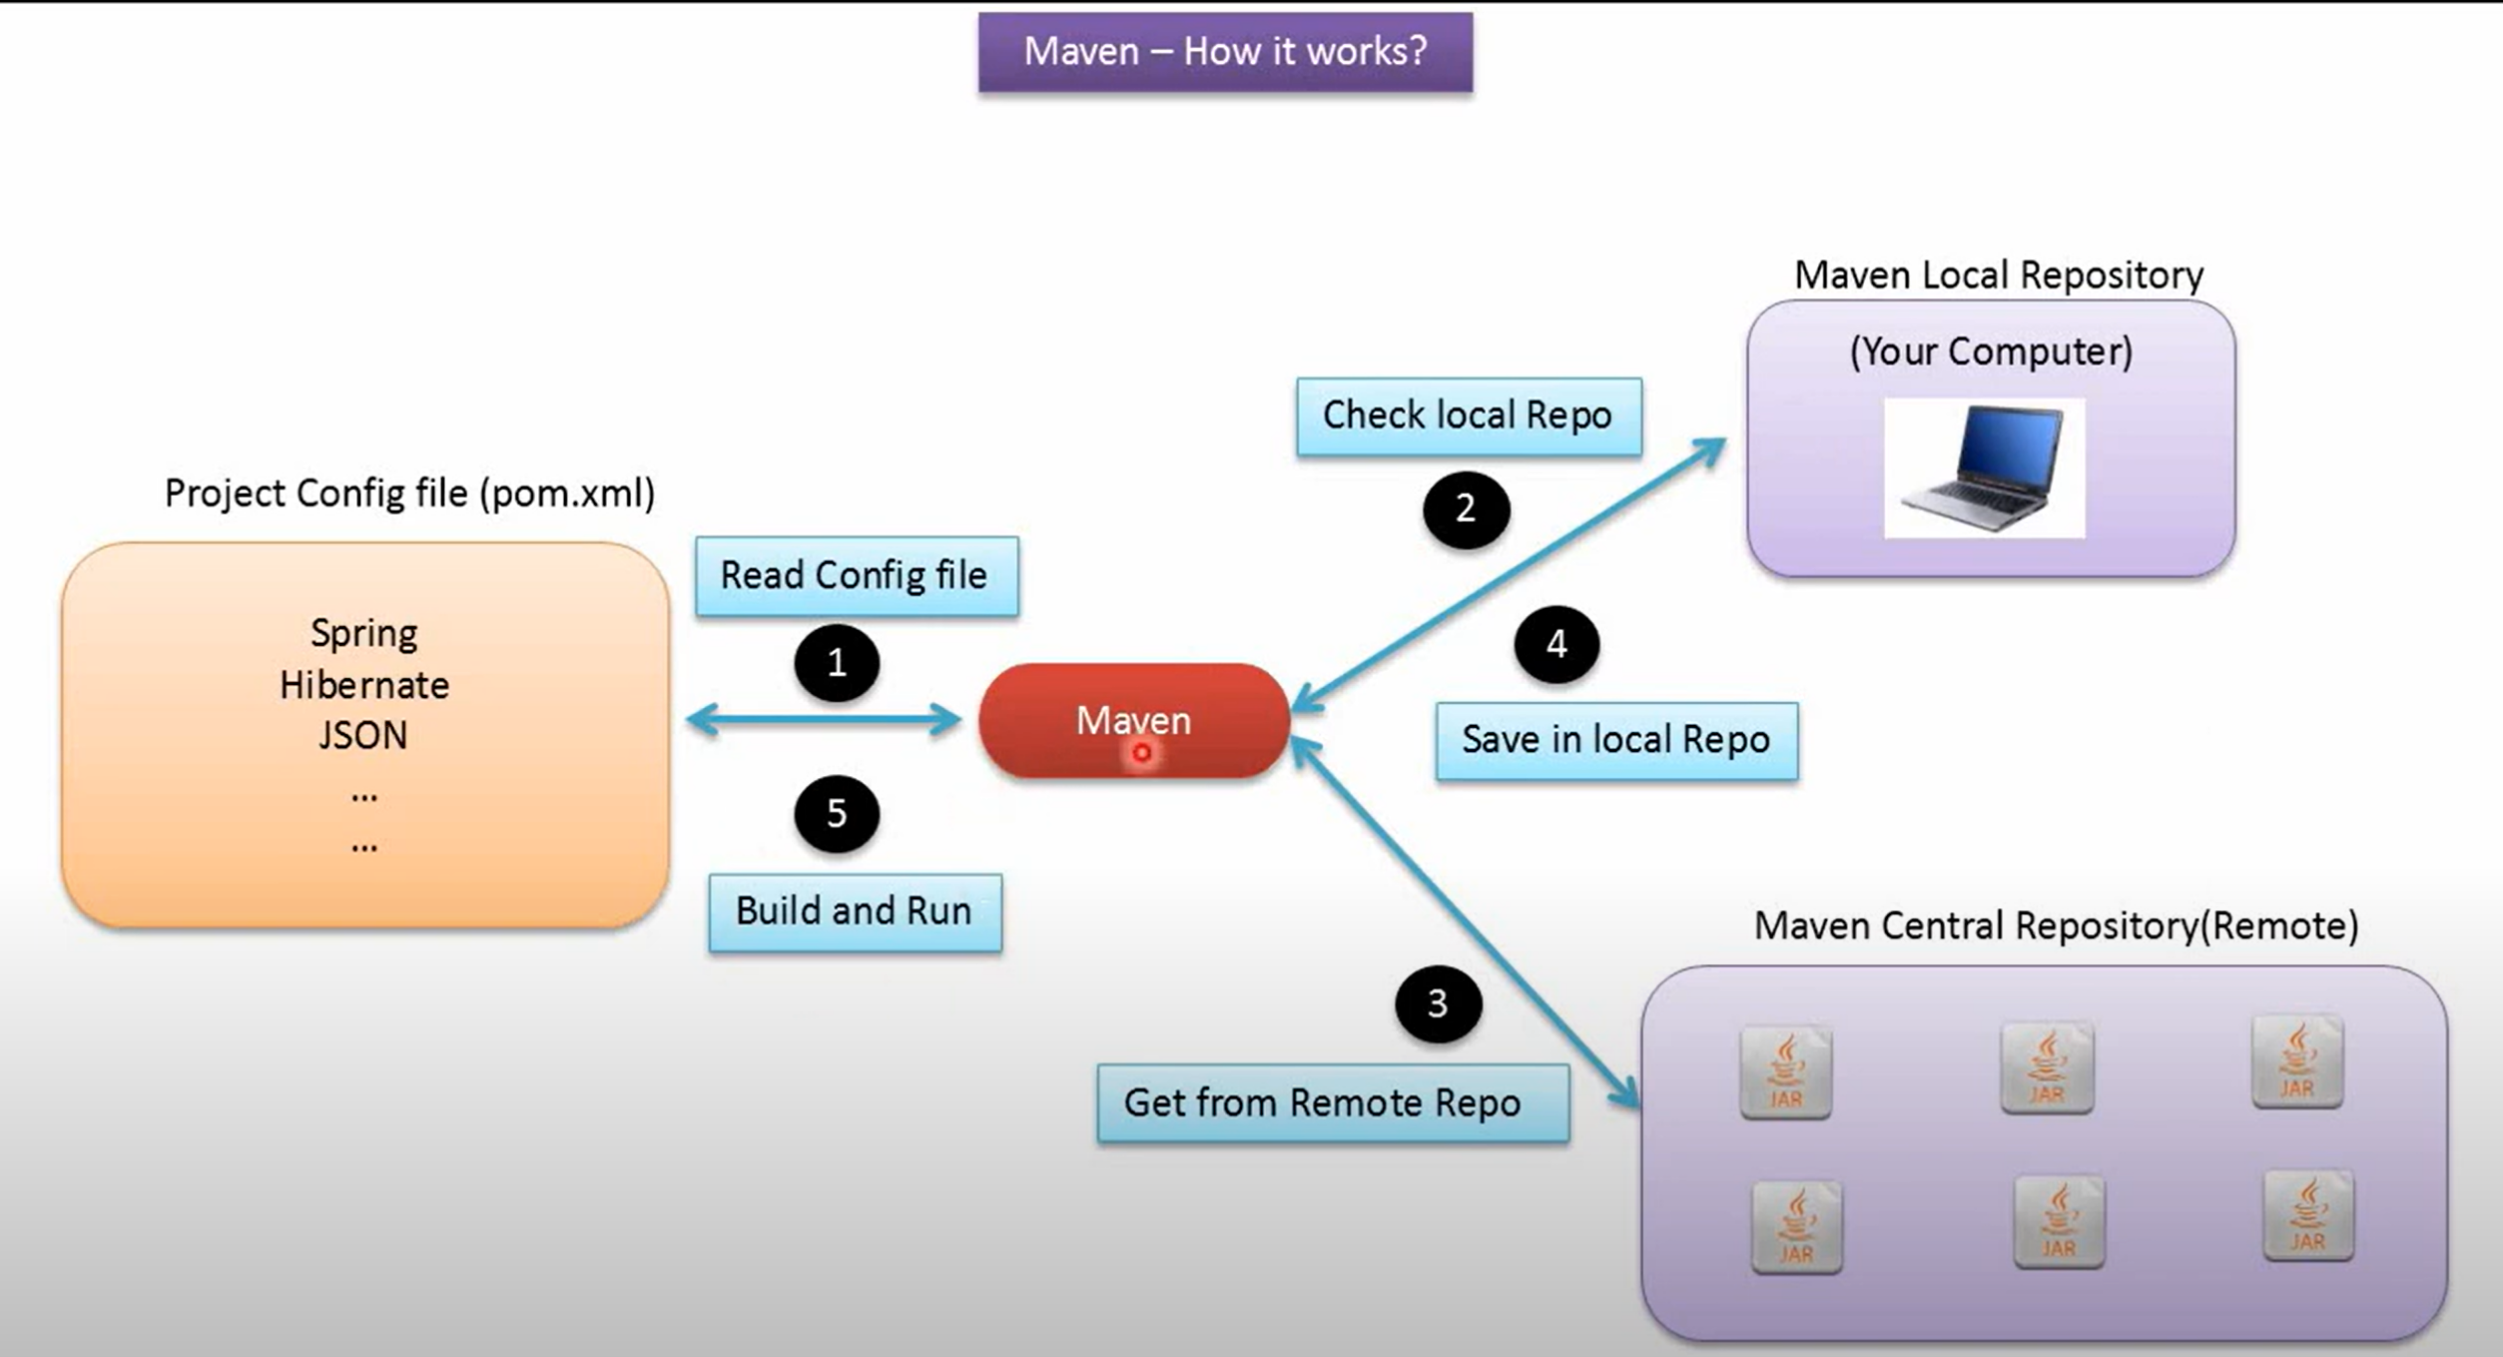 Maven – How it works?
Maven Local Repository
(Your Computer)
Check local Repo
2
Project Config file (pom.xml)
Read Config file
1
Spring
Hibernate
JSON
...
...
Maven
4
Save in local Repo
5
Build and Run
Maven Central Repository(Remote)
3
Get from Remote Repo
JAR
JAR
JAR
JAR
JAR
JAR